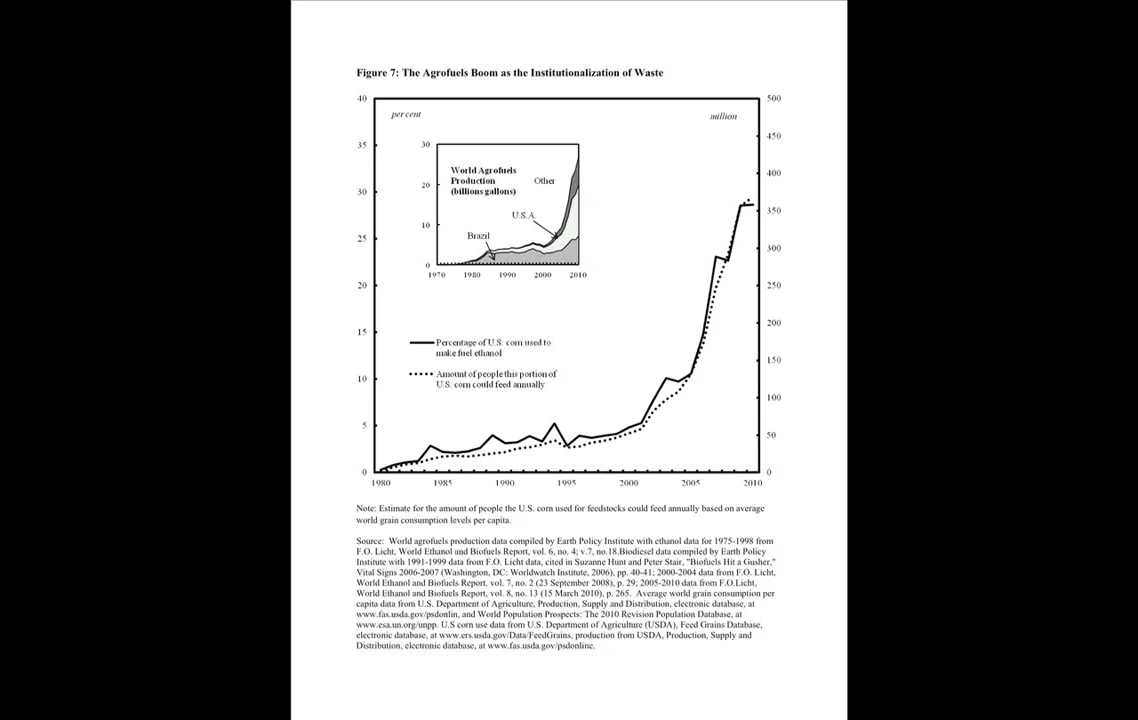 Figure 7: The Agrofuels Boom as the Institutionalization of Waste
40
500
per cent
million
450
35
400
30
350
25
300
20
250
200
15
150
10
100
5
50
0
0
1980
1985
1990
1995
2000
2005
2010
30
World Agrofuels
Production
(billions gallons)
Other
20
U.S.A.
10
Brazil
0
1970
1980
1990
2000
2010
Percentage of U.S. corn used to
make fuel ethanol
Amount of people this portion of
U.S. corn could feed annually
Note: Estimate for the amount of people the U.S. corn used for feedstocks could feed annually based on average
world grain consumption levels per capita.
Source: World agrofuels production data compiled by Earth Policy Institute with ethanol data for 1975-1998 from
F.O. Licht, World Ethanol and Biofuels Report, vol. 6, no. 4; v.7, no.18.Biodiesel data compiled by Earth Policy
Institute with 1991-1999 data from F.O. Licht data, cited in Suzanne Hunt and Peter Stair, "Biofuels Hit a Gusher,"
Vital Signs 2006-2007 (Washington, DC: Worldwatch Institute, 2006), pp. 40-41; 2000-2004 data from F.O. Licht,
World Ethanol and Biofuels Report, vol. 7, no. 2 (23 September 2008), p. 29; 2005-2010 data from F.O.Licht,
World Ethanol and Biofuels Report, vol. 8, no. 13 (15 March 2010), p. 265. Average world grain consumption per
capita data from U.S. Department of Agriculture, Production, Supply and Distribution, electronic database, at
www.fas.usda.gov/psdonlin, and World Population Prospects: The 2010 Revision Population Database, at
www.esa.un.org/unpp. U.S corn use data from U.S. Department of Agriculture (USDA), Feed Grains Database,
electronic database, at www.ers.usda.gov/Data/FeedGrains, production from USDA, Production, Supply and
Distribution, electronic database, at www.fas.usda.gov/psdonline.